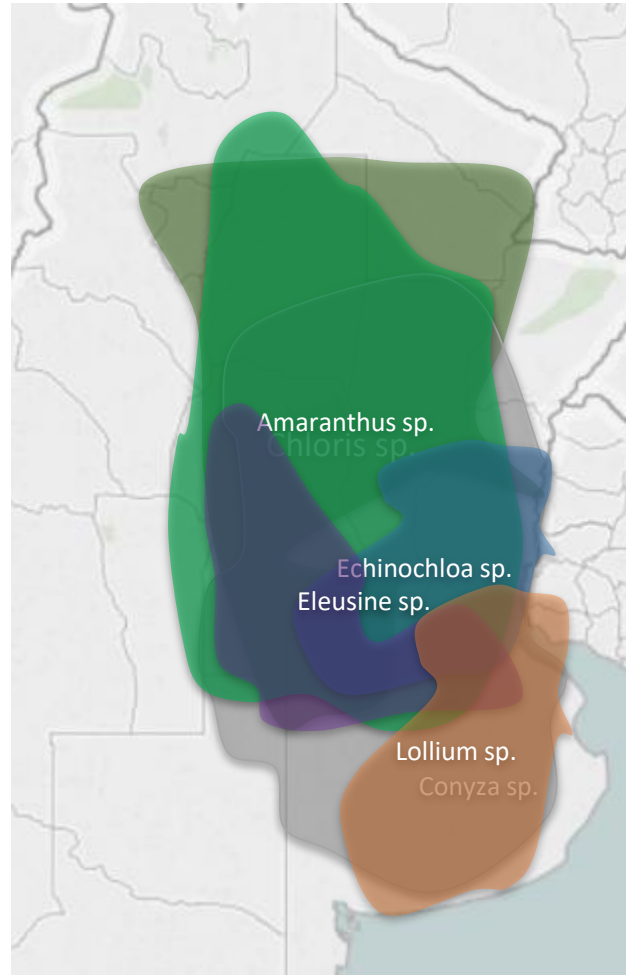 Amaranthus sp.
Chloris sp.
Echinochloa sp.
Eleusine sp.
Lollium sp.
Conyza sp.